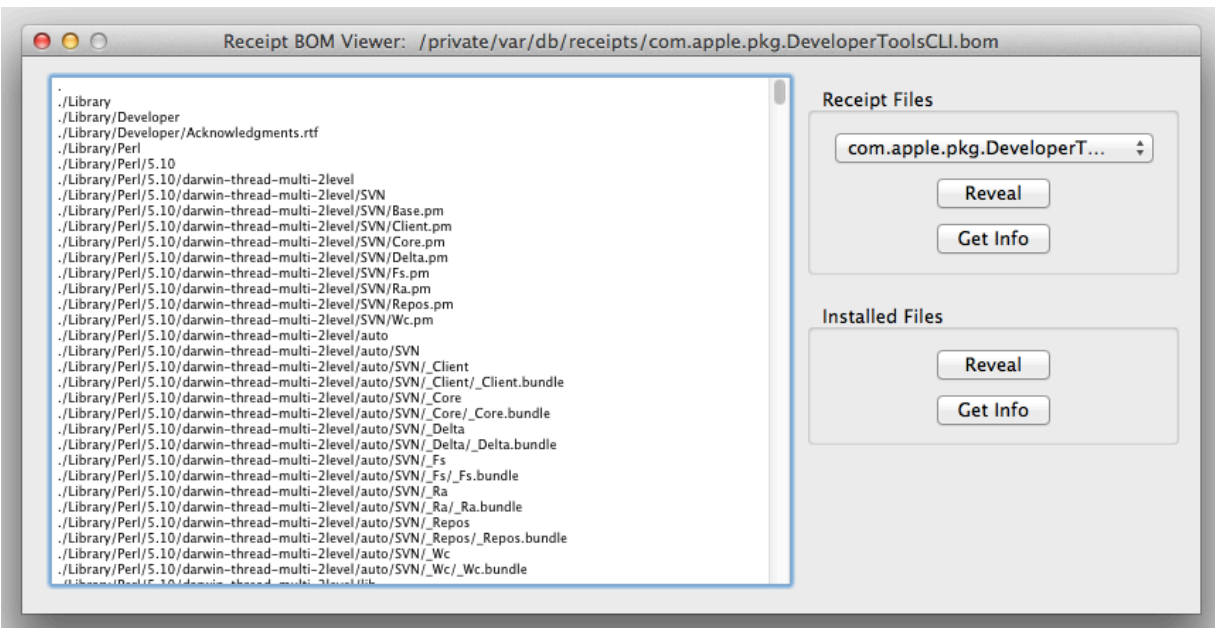 Receipt BOM Viewer: /private/var/db/receipts/com.apple.pkg.DeveloperToolsCLI.bom
.
./Library
./Library/Developer
./Library/Developer/Acknowledgments.rtf
./Library/Perl
./Library/Perl/5.10
./Library/Perl/5.10/darwin-thread-multi-2level
./Library/Perl/5.10/darwin-thread-multi-2level/SVN
./Library/Perl/5.10/darwin-thread-multi-2level/SVN/Base.pm
./Library/Perl/5.10/darwin-thread-multi-2level/SVN/Client.pm
./Library/Perl/5.10/darwin-thread-multi-2level/SVN/Core.pm
./Library/Perl/5.10/darwin-thread-multi-2level/SVN/Delta.pm
./Library/Perl/5.10/darwin-thread-multi-2level/SVN/Fs.pm
./Library/Perl/5.10/darwin-thread-multi-2level/SVN/Ra.pm
./Library/Perl/5.10/darwin-thread-multi-2level/SVN/Repos.pm
./Library/Perl/5.10/darwin-thread-multi-2level/SVN/Wc.pm
./Library/Perl/5.10/darwin-thread-multi-2level/auto
./Library/Perl/5.10/darwin-thread-multi-2level/auto/SVN
./Library/Perl/5.10/darwin-thread-multi-2level/auto/SVN/_Client
./Library/Perl/5.10/darwin-thread-multi-2level/auto/SVN/_Client/_Client.bundle
./Library/Perl/5.10/darwin-thread-multi-2level/auto/SVN/_Core
./Library/Perl/5.10/darwin-thread-multi-2level/auto/SVN/_Core/_Core.bundle
./Library/Perl/5.10/darwin-thread-multi-2level/auto/SVN/_Delta
./Library/Perl/5.10/darwin-thread-multi-2level/auto/SVN/_Delta/_Delta.bundle
./Library/Perl/5.10/darwin-thread-multi-2level/auto/SVN/_Fs
./Library/Perl/5.10/darwin-thread-multi-2level/auto/SVN/_Fs/_Fs.bundle
./Library/Perl/5.10/darwin-thread-multi-2level/auto/SVN/_Ra
./Library/Perl/5.10/darwin-thread-multi-2level/auto/SVN/_Ra/_Ra.bundle
./Library/Perl/5.10/darwin-thread-multi-2level/auto/SVN/_Repos
./Library/Perl/5.10/darwin-thread-multi-2level/auto/SVN/_Repos/_Repos.bundle
./Library/Perl/5.10/darwin-thread-multi-2level/auto/SVN/_Wc
./Library/Perl/5.10/darwin-thread-multi-2level/auto/SVN/_Wc/_Wc.bundle
./Library/Perl/5.10/darwin-thread-multi-2level/lib
Receipt Files
com.apple.pkg.DeveloperT...
Reveal
Get Info
Installed Files
Reveal
Get Info